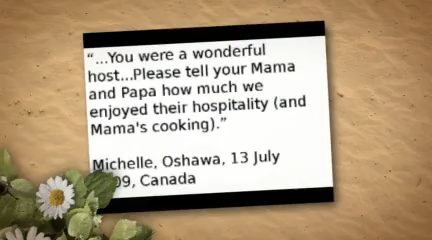 “...You were a wonderful
host...Please tell your Mama
and Papa how much we
enjoyed their hospitality (and
Mama's cooking).”
Michelle, Oshawa, 13 July
09, Canada